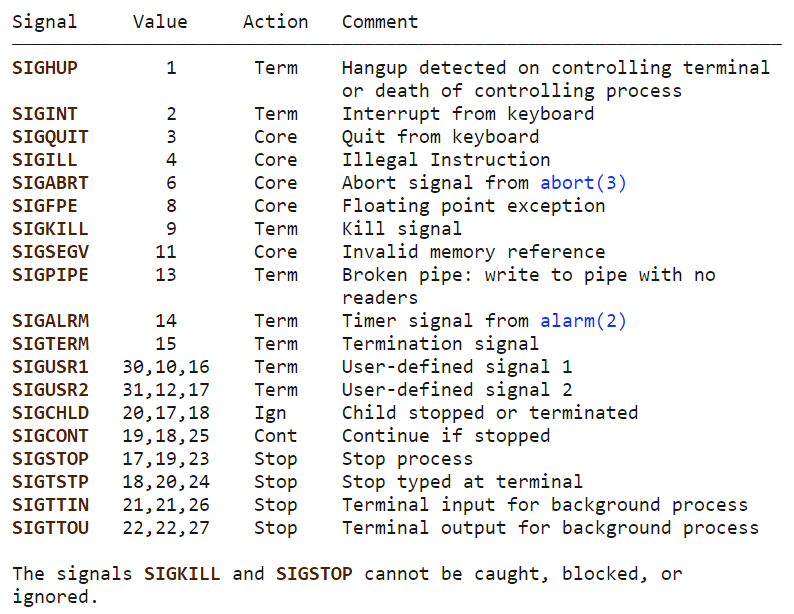 Signal Value Action Comment
SIGHUP 1 Term Hangup detected on controlling terminal
or death of controlling process
SIGINT 2 Term Interrupt from keyboard
SIGQUIT 3 Core Quit from keyboard
SIGILL 4 Core Illegal Instruction
SIGABRT 6 Core Abort signal from abort(3)
SIGFPE 8 Core Floating point exception
SIGKILL 9 Term Kill signal
SIGSEGV 11 Core Invalid memory reference
SIGPIPE 13 Term Broken pipe: write to pipe with no
readers
SIGALRM 14 Term Timer signal from alarm(2)
SIGTERM 15 Term Termination signal
SIGUSR1 30,10,16 Term User-defined signal 1
SIGUSR2 31,12,17 Term User-defined signal 2
SIGCHLD 20,17,18 Ign Child stopped or terminated
SIGCONT 19,18,25 Cont Continue if stopped
SIGSTOP 17,19,23 Stop Stop process
SIGTSTP 18,20,24 Stop Stop typed at terminal
SIGTTIN 21,21,26 Stop Terminal input for background process
SIGTTOU 22,22,27 Stop Terminal output for background process
The signals SIGKILL and SIGSTOP cannot be caught, blocked, or
ignored.